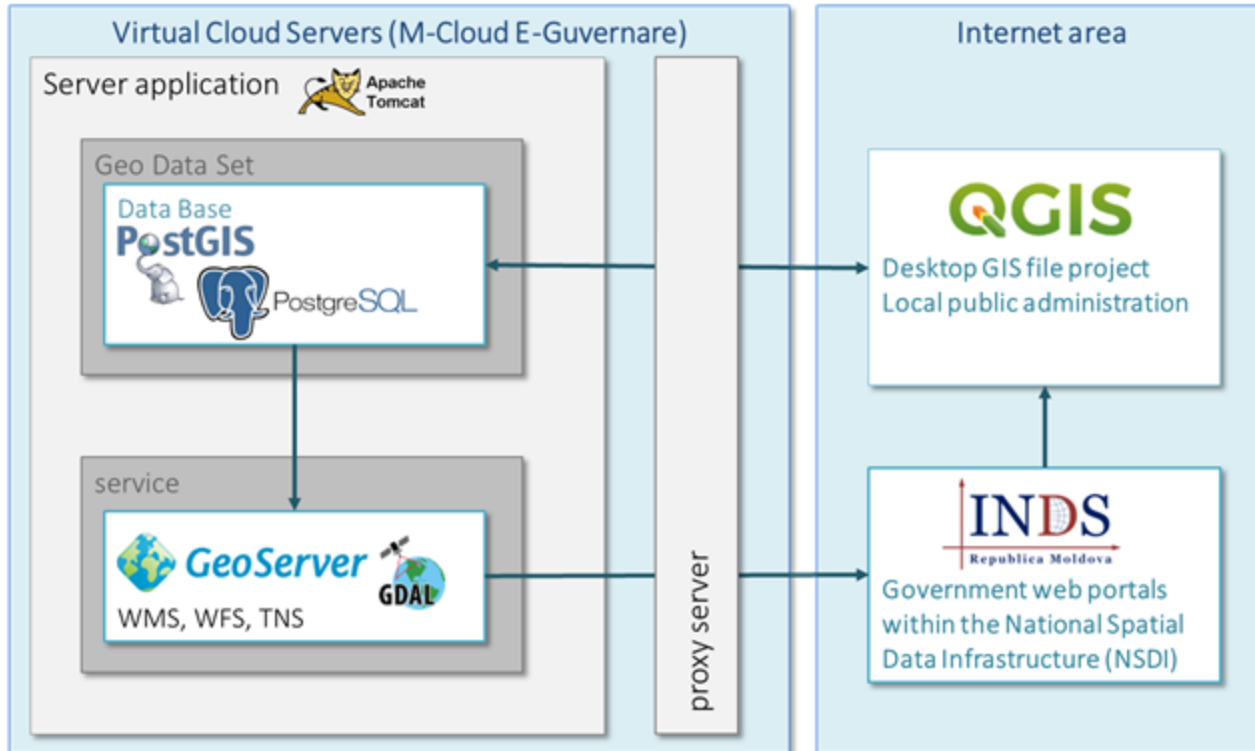 Virtual Cloud Servers (M-Cloud E-Guvernare)
Server application
Apache
Tomcat
Geo Data Set
Data Base
PostGIS
PostgreSQL
service
GeoServer
GDAL
WMS, WFS, TNS
proxy server
Internet area
QGIS
Desktop GIS file project
Local public administration
INDS
Republica Moldova
Government web portals
within the National Spatial
Data Infrastructure (NSDI)